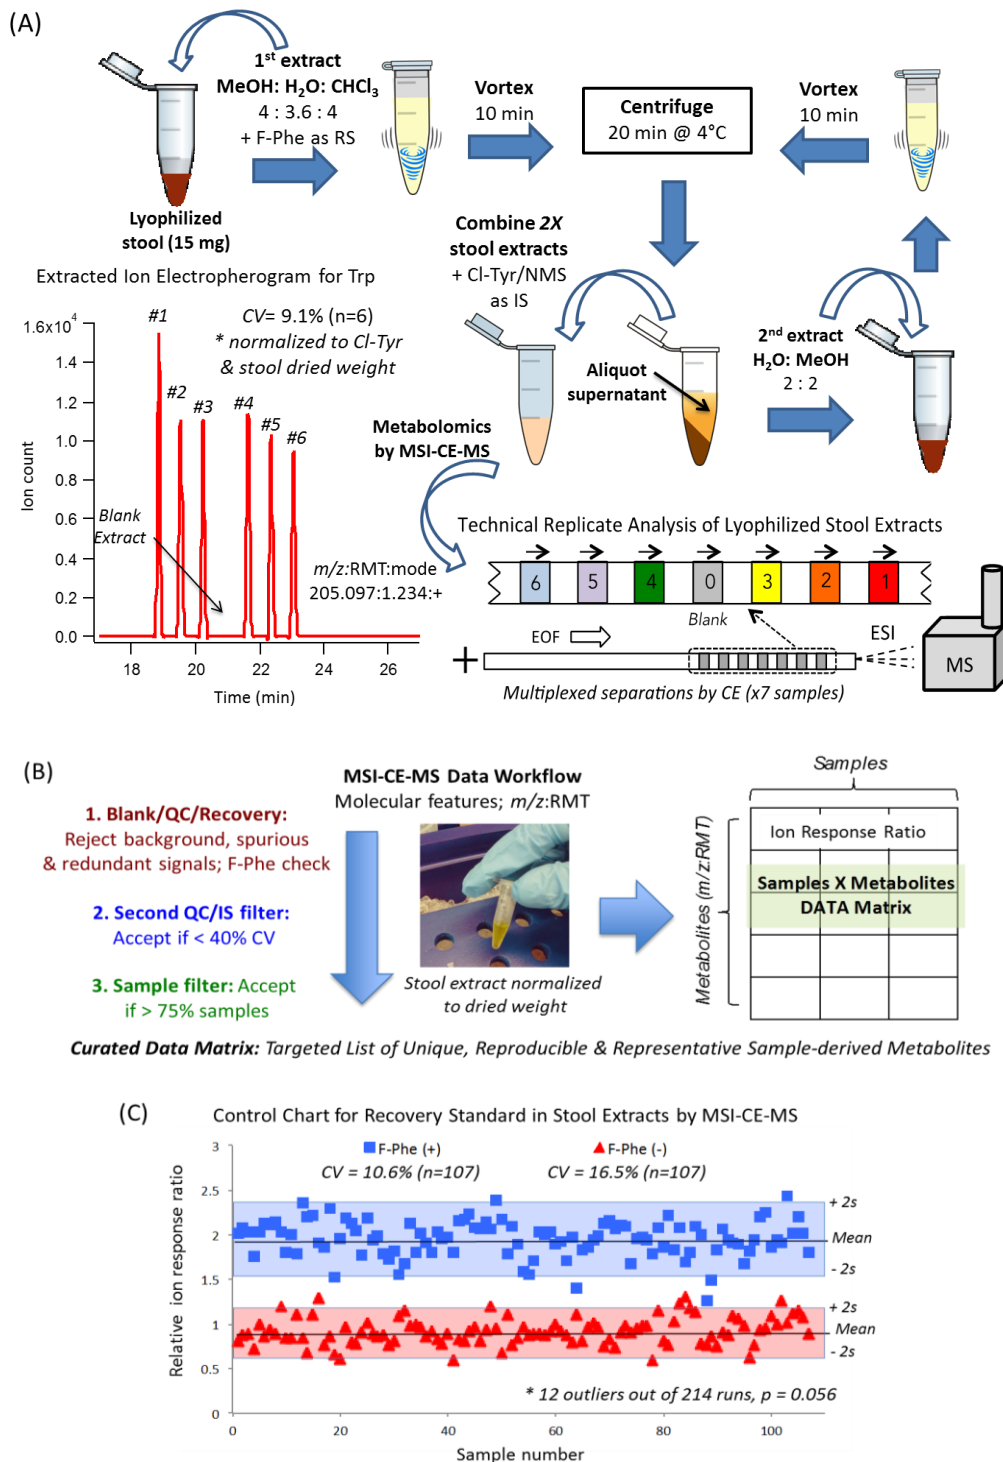 (A)
1st extract
MeOH: H2O: CHCl3
4 : 3.6 : 4
+ F-Phe as RS
Vortex
10 min
Centrifuge
20 min @ 4°C
Vortex
10 min
Lyophilized
stool (15 mg)
Combine 2X
stool extracts
+ Cl-Tyr/NMS
as IS
Aliquot
supernatant
2nd extract
H2O: MeOH
2 : 2
Extracted Ion Electropherogram for Trp
CV= 9.1% (n=6)
* normalized to Cl-Tyr
& stool dried weight
1.6x10^4
1.4
1.2
1.0
0.8
0.6
0.4
0.2
0.0
Ion count
#1
#2
#3
#4
#5
#6
Blank
Extract
m/z:RMT:mode
205.097:1.234:+
18
20
22
24
26
Time (min)
Metabolomics
by MSI-CE-MS
Technical Replicate Analysis of Lyophilized Stool Extracts
6
5
4
0
3
2
1
Blank
EOF
ESI
+
MS
Multiplexed separations by CE (x7 samples)
(B)
MSI-CE-MS Data Workflow
Molecular features; m/z:RMT
1. Blank/QC/Recovery:
Reject background, spurious
& redundant signals; F-Phe check
2. Second QC/IS filter:
Accept if < 40% CV
3. Sample filter: Accept
if > 75% samples
Stool extract normalized
to dried weight
Samples
Metabolites (m/z:RMT)
Ion Response Ratio
Samples X Metabolites
DATA Matrix
Curated Data Matrix: Targeted List of Unique, Reproducible & Representative Sample-derived Metabolites
(C)
Control Chart for Recovery Standard in Stool Extracts by MSI-CE-MS
F-Phe (+)
CV = 10.6% (n=107)
F-Phe (-)
CV = 16.5% (n=107)
3
2.5
2
1.5
1
0.5
0
Relative ion response ratio
+ 2s
Mean
- 2s
+ 2s
Mean
- 2s
* 12 outliers out of 214 runs, p = 0.056
0
20
40
60
80
100
Sample number